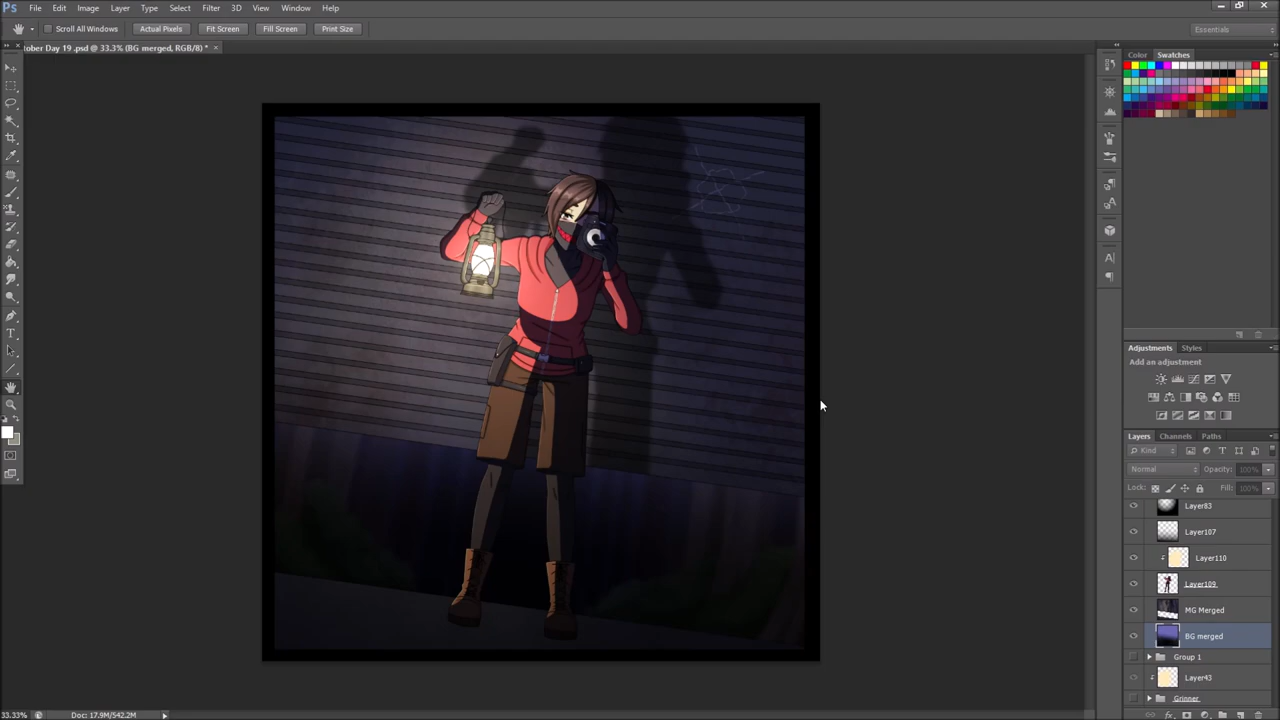 Ps File Edit Image Layer Type Select Filter 3D View Window Help
Scroll All Windows Actual Pixels Fit Screen Fill Screen Print Size Essentials
ober Day 19 .psd @ 33.3% (BG merged, RGB/8) * ×
Color Swatches
Adjustments Styles
Add an adjustment
Layers Channels Paths
Kind
Normal Opacity: 100%
Lock: Fill: 100%
Layer83
Layer107
Layer110
Layer109
MG Merged
BG merged
Group 1
Layer43
Grinner
33.33% Doc: 17.9M/542.2M